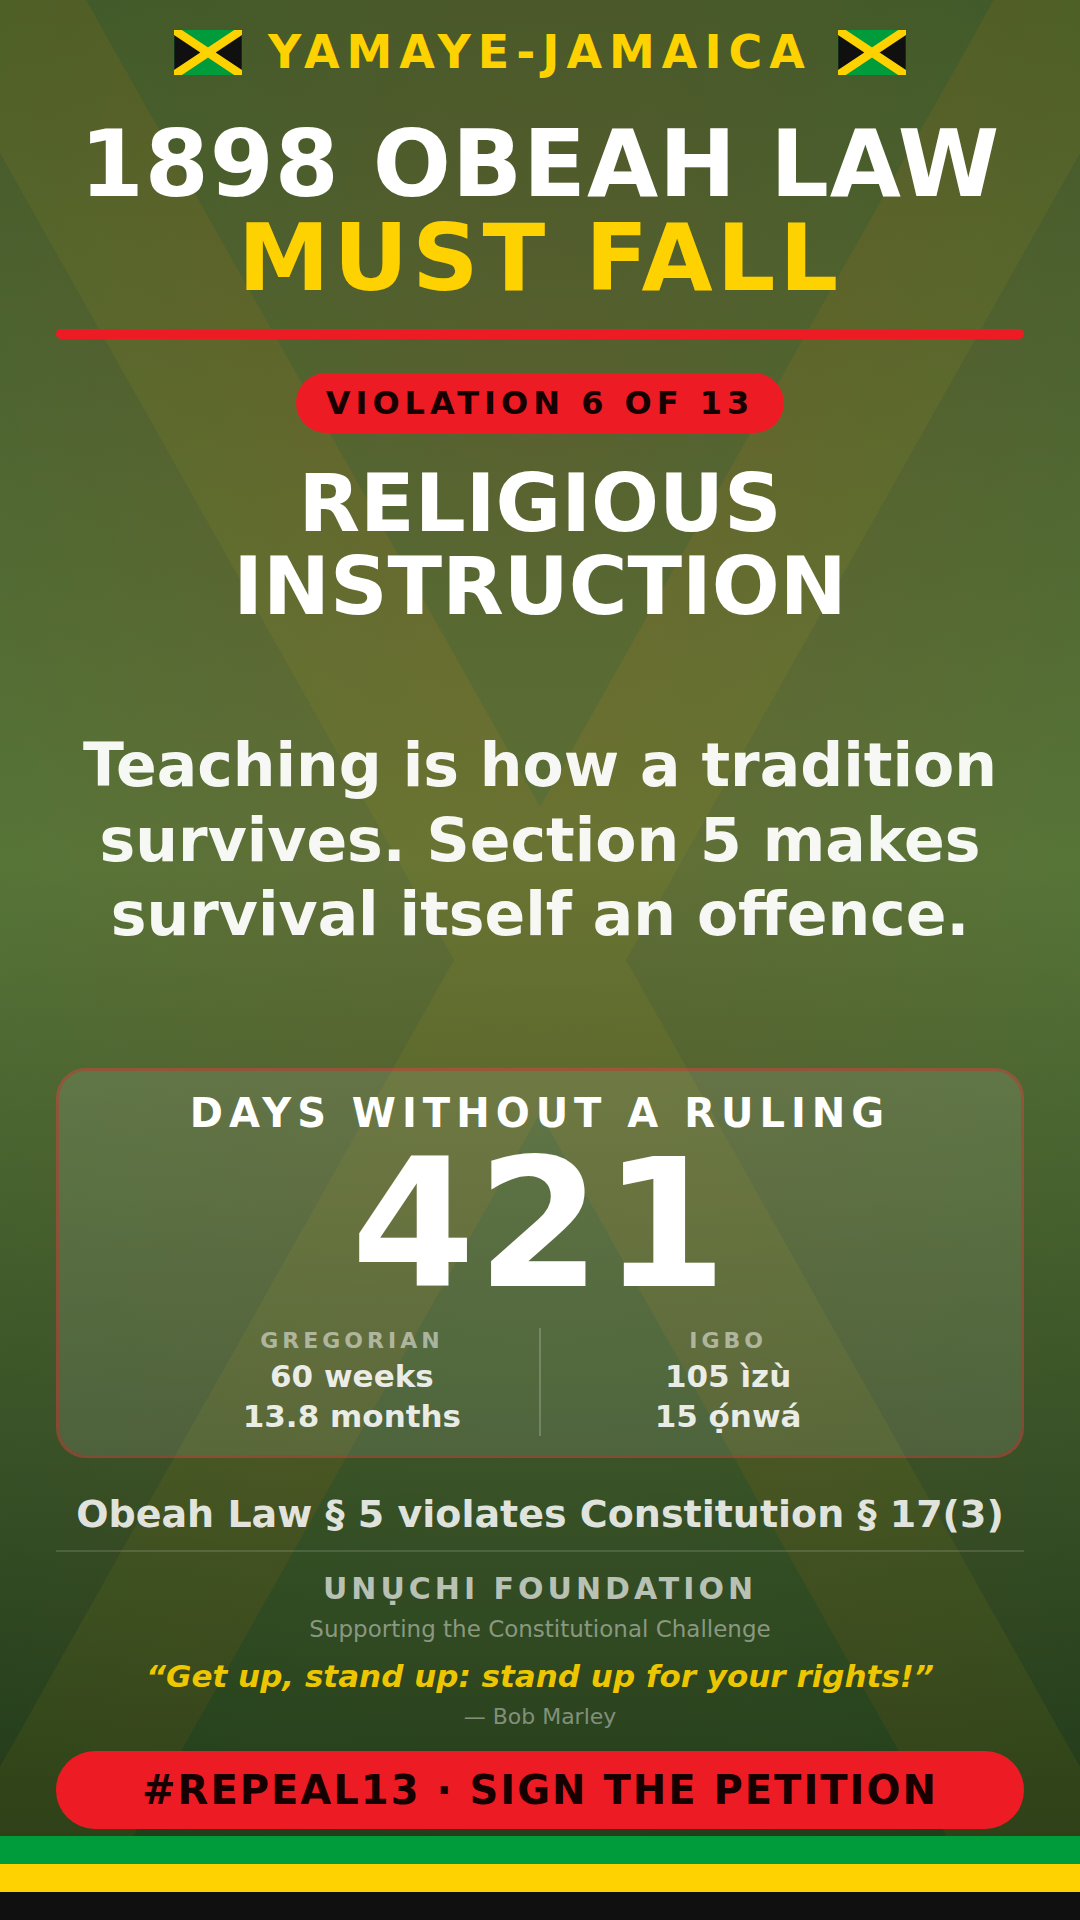 YAMAYE-JAMAICA
1898 OBEAH LAW
MUST FALL
VIOLATION 6 OF 13
RELIGIOUS
INSTRUCTION
Teaching is how a tradition
survives. Section 5 makes
survival itself an offence.
DAYS WITHOUT A RULING
421
GREGORIAN
60 weeks
13.8 months
IGBO
105 ìzù
15 ọ́nwá
Obeah Law § 5 violates Constitution § 17(3)
UNỤCHI FOUNDATION
Supporting the Constitutional Challenge
“Get up, stand up: stand up for your rights!”
— Bob Marley
#REPEAL13 · SIGN THE PETITION